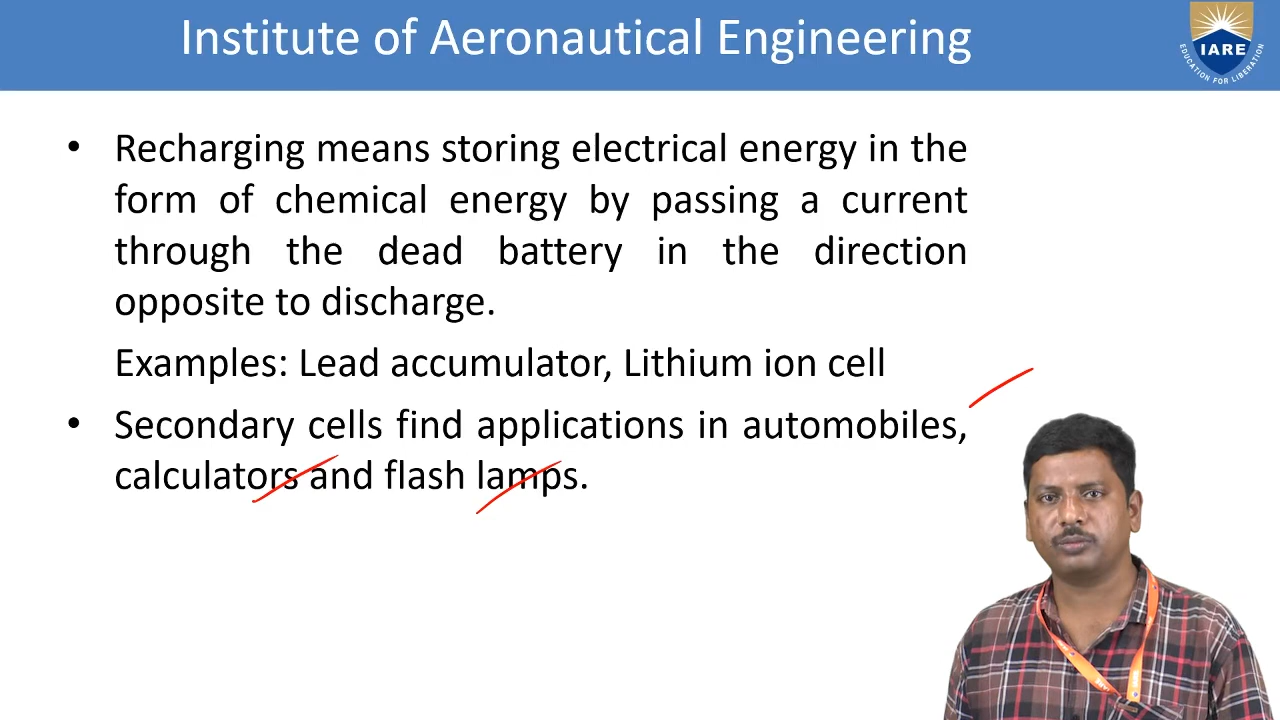 Institute of Aeronautical Engineering
IARE
EDUCATION FOR LIBERATION
• Recharging means storing electrical energy in the
form of chemical energy by passing a current
through the dead battery in the direction
opposite to discharge.
Examples: Lead accumulator, Lithium ion cell
• Secondary cells find applications in automobiles,
calculators and flash lamps.